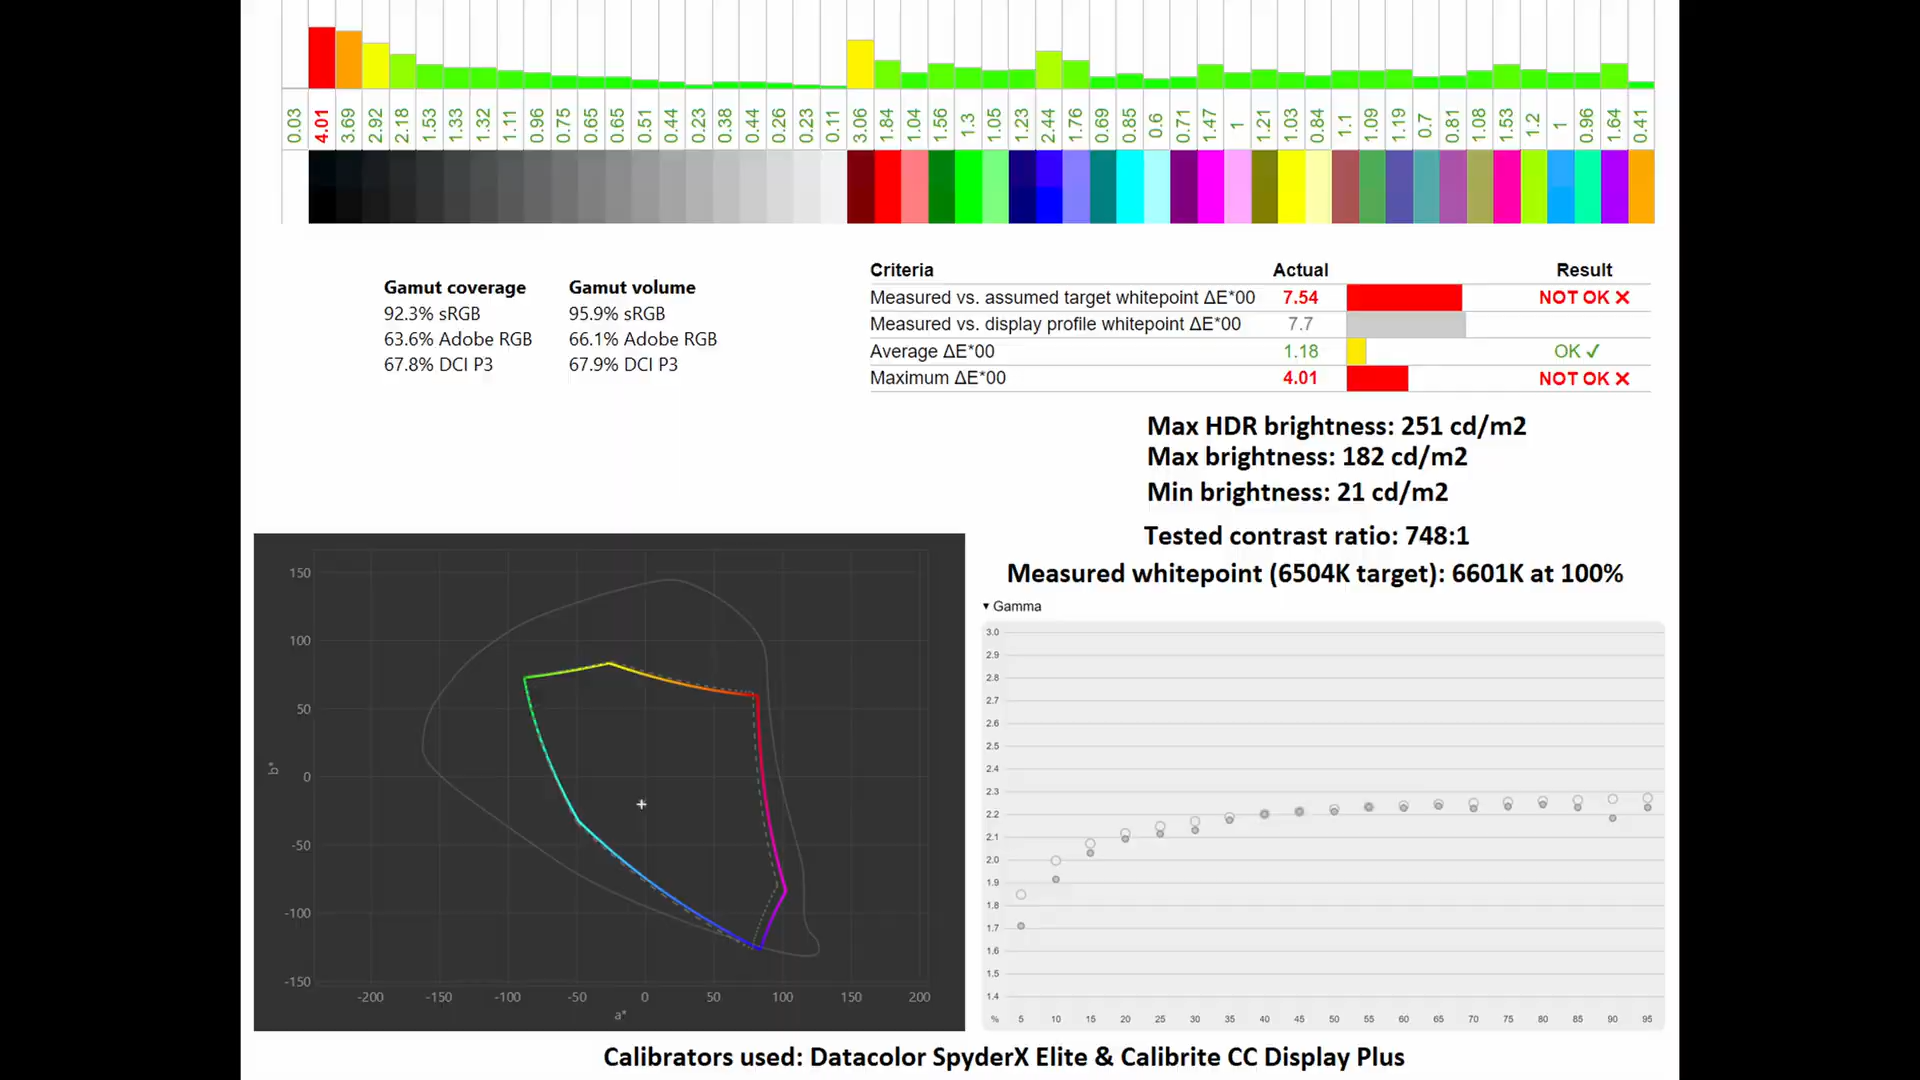 0.03 4.01 3.69 2.92 2.18 1.53 1.33 1.32 1.11 0.96 0.75 0.65 0.65 0.51 0.44 0.23 0.38 0.44 0.26 0.23 0.11 3.06 1.84 1.04 1.56 1.3 1.05 1.23 2.44 1.76 0.69 0.85 0.6 0.71 1.47 1 1.21 1.03 0.84 1.1 1.09 1.19 0.7 0.81 1.08 1.53 1.2 1 0.96 1.64 0.41
Gamut coverage
92.3% sRGB
63.6% Adobe RGB
67.8% DCI P3
Gamut volume
95.9% sRGB
66.1% Adobe RGB
67.9% DCI P3
Criteria Actual Result
Measured vs. assumed target whitepoint ΔE*00 7.54 NOT OK ✕
Measured vs. display profile whitepoint ΔE*00 7.7
Average ΔE*00 1.18 OK ✓
Maximum ΔE*00 4.01 NOT OK ✕
Max HDR brightness: 251 cd/m2
Max brightness: 182 cd/m2
Min brightness: 21 cd/m2
Tested contrast ratio: 748:1
Measured whitepoint (6504K target): 6601K at 100%
150
100
50
0
-50
-100
-150
b*
-200 -150 -100 -50 0 50 100 150 200
a*
▾ Gamma
3.0
2.9
2.8
2.7
2.6
2.5
2.4
2.3
2.2
2.1
2.0
1.9
1.8
1.7
1.6
1.5
1.4
% 5 10 15 20 25 30 35 40 45 50 55 60 65 70 75 80 85 90 95
Calibrators used: Datacolor SpyderX Elite & Calibrite CC Display Plus